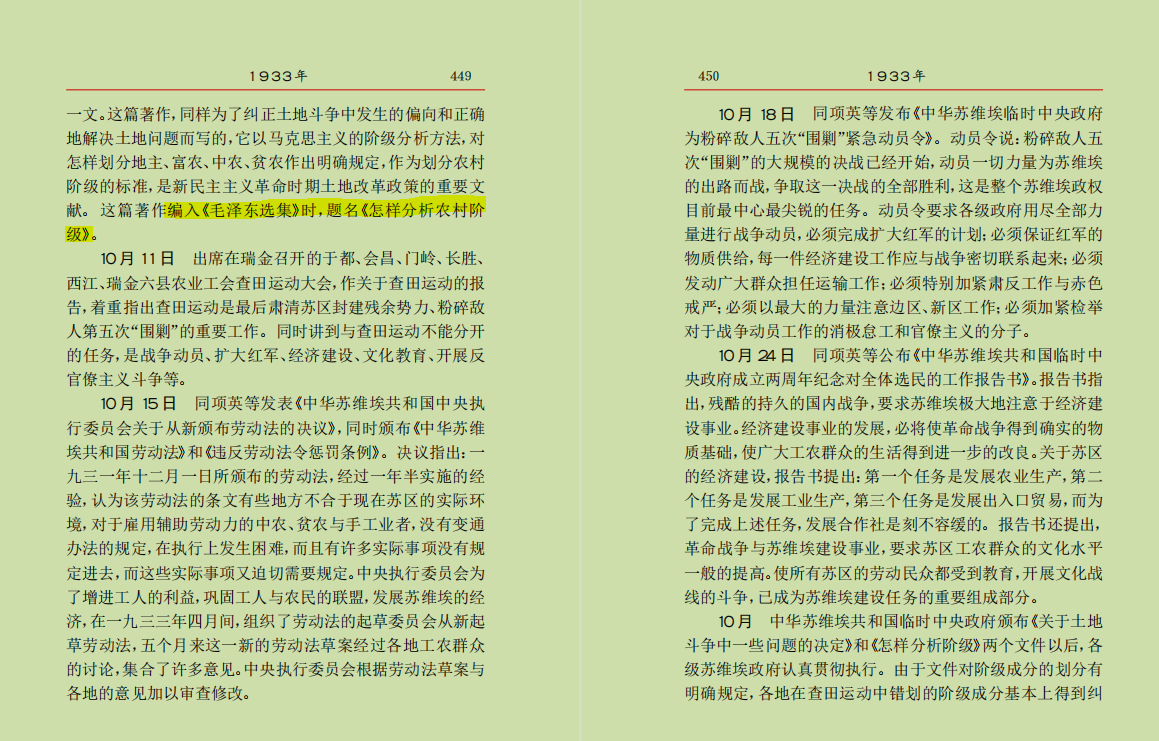 1933年 449
一文。这篇著作,同样为了纠正土地斗争中发生的偏向和正确
地解决土地问题而写的,它以马克思主义的阶级分析方法,对
怎样划分地主、富农、中农、贫农作出明确规定,作为划分农村
阶级的标准,是新民主主义革命时期土地改革政策的重要文
献。这篇著作编入《毛泽东选集》时,题名《怎样分析农村阶
级》。
10月11日 出席在瑞金召开的于都、会昌、门岭、长胜、
西江、瑞金六县农业工会查田运动大会,作关于查田运动的报
告,着重指出查田运动是最后肃清苏区封建残余势力、粉碎敌
人第五次“围剿”的重要工作。同时讲到与查田运动不能分开
的任务,是战争动员、扩大红军、经济建设、文化教育、开展反
官僚主义斗争等。
10月15日 同项英等发表《中华苏维埃共和国中央执
行委员会关于从新颁布劳动法的决议》,同时颁布《中华苏维
埃共和国劳动法》和《违反劳动法令惩罚条例》。决议指出:一
九三一年十二月一日所颁布的劳动法,经过一年半实施的经
验,认为该劳动法的条文有些地方不合于现在苏区的实际环
境,对于雇用辅助劳动力的中农、贫农与手工业者,没有变通
办法的规定,在执行上发生困难,而且有许多实际事项没有规
定进去,而这些实际事项又迫切需要规定。中央执行委员会为
了增进工人的利益,巩固工人与农民的联盟,发展苏维埃的经
济,在一九三三年四月间,组织了劳动法的起草委员会从新起
草劳动法,五个月来这一新的劳动法草案经过各地工农群众
的讨论,集合了许多意见。中央执行委员会根据劳动法草案与
各地的意见加以审查修改。
450 1933年
10月18日 同项英等发布《中华苏维埃临时中央政府
为粉碎敌人五次“围剿”紧急动员令》。动员令说:粉碎敌人五
次“围剿”的大规模的决战已经开始,动员一切力量为苏维埃
的出路而战,争取这一决战的全部胜利,这是整个苏维埃政权
目前最中心最尖锐的任务。动员令要求各级政府用尽全部力
量进行战争动员,必须完成扩大红军的计划;必须保证红军的
物质供给,每一件经济建设工作应与战争密切联系起来;必须
发动广大群众担任运输工作;必须特别加紧肃反工作与赤色
戒严;必须以最大的力量注意边区、新区工作;必须加紧检举
对于战争动员工作的消极怠工和官僚主义的分子。
10月24日 同项英等公布《中华苏维埃共和国临时中
央政府成立两周年纪念对全体选民的工作报告书》。报告书指
出,残酷的持久的国内战争,要求苏维埃极大地注意于经济建
设事业。经济建设事业的发展,必将使革命战争得到确实的物
质基础,使广大工农群众的生活得到进一步的改良。关于苏区
的经济建设,报告书提出:第一个任务是发展农业生产,第二
个任务是发展工业生产,第三个任务是发展出入口贸易,而为
了完成上述任务,发展合作社是刻不容缓的。报告书还提出,
革命战争与苏维埃建设事业,要求苏区工农群众的文化水平
一般的提高。使所有苏区的劳动民众都受到教育,开展文化战
线的斗争,已成为苏维埃建设任务的重要组成部分。
10月 中华苏维埃共和国临时中央政府颁布《关于土地
斗争中一些问题的决定》和《怎样分析阶级》两个文件以后,各
级苏维埃政府认真贯彻执行。由于文件对阶级成分的划分有
明确规定,各地在查田运动中错划的阶级成分基本上得到纠